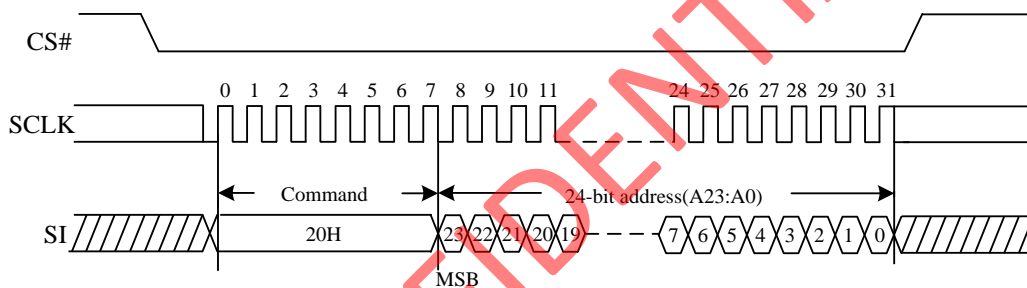 CS#
0 1 2 3 4 5 6 7 8 9 10 11 24 25 26 27 28 29 30 31
SCLK
Command 24-bit address(A23:A0)
SI 20H 23 22 21 20 19 7 6 5 4 3 2 1 0
MSB
FIDENT